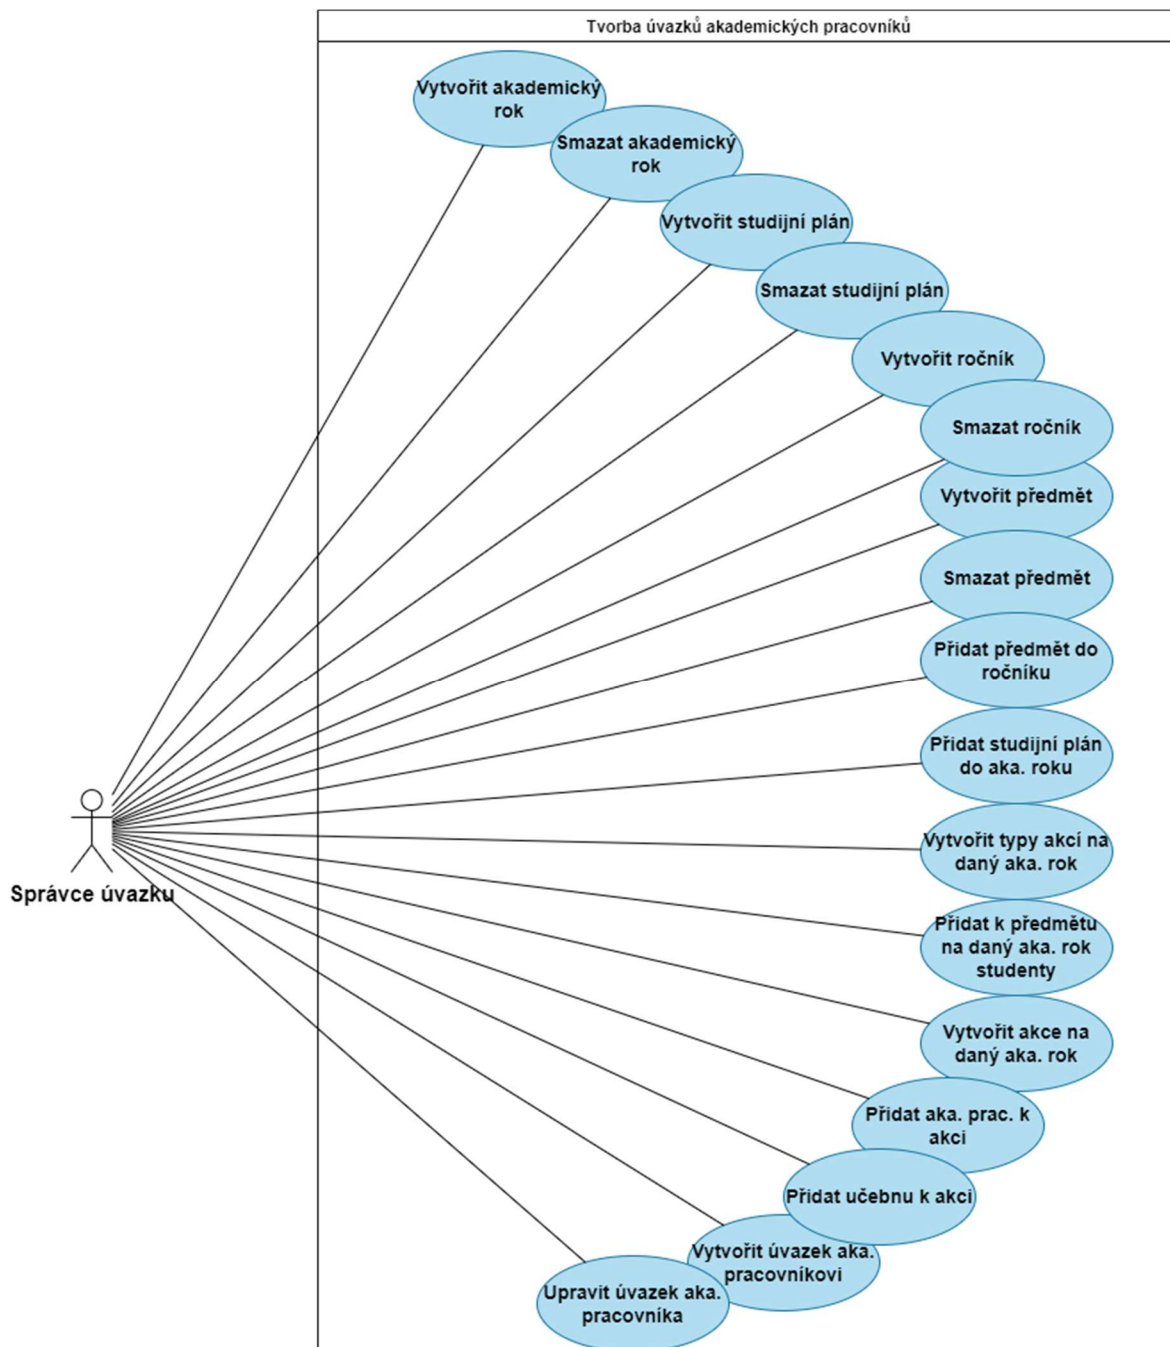 Tvorba úvazků akademických pracovníků
Vytvořit akademický
rok
Smazat akademický
rok
Vytvořit studijní plán
Smazat studijní plán
Vytvořit ročník
Smazat ročník
Vytvořit předmět
Smazat předmět
Přidat předmět do
ročníku
Přidat studijní plán
do aka. roku
Vytvořit typy akcí na
daný aka. rok
Správce úvazku
Přidat k předmětu
na daný aka. rok
studenty
Vytvořit akce na
daný aka. rok
Přidat aka. prac. k
akci
Přidat učebnu k akci
Vytvořit úvazek aka.
pracovníkovi
Upravit úvazek aka.
pracovníka